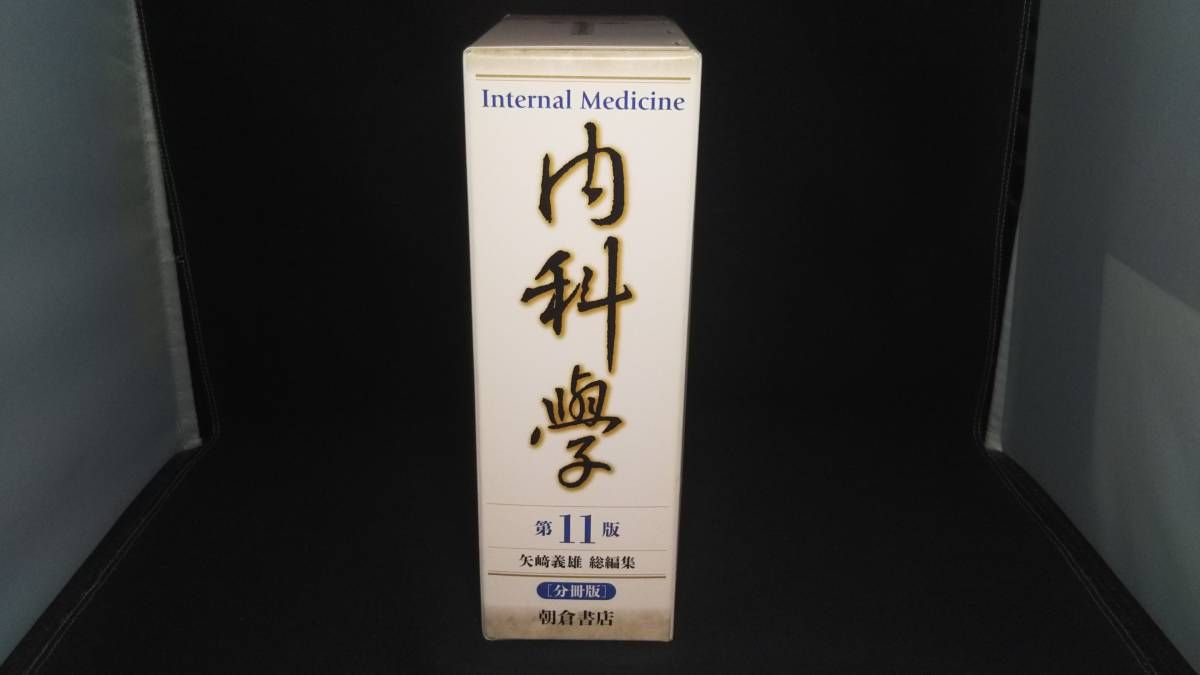 Internal Medicine
内科學
第11版
矢﨑義雄 総編集
[分冊版]
朝倉書店